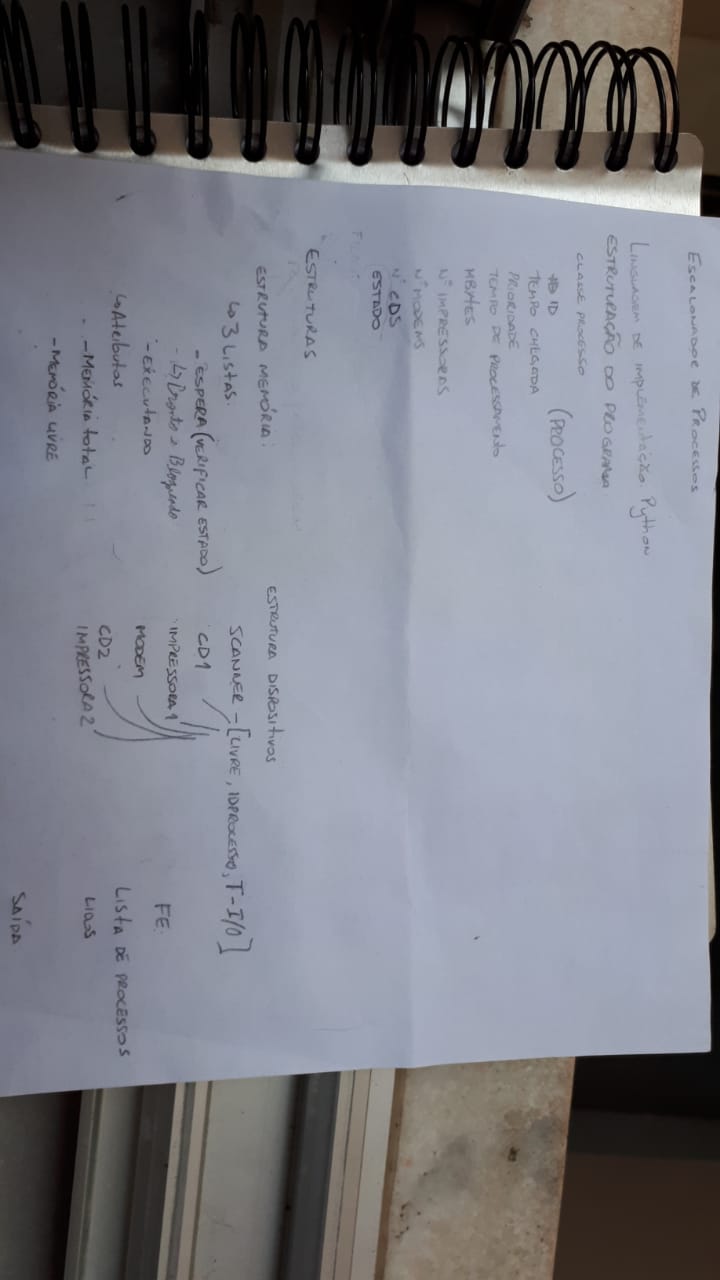 ESCALONADOR DE PROCESSOS
LINGUAGEM DE IMPLEMENTAÇÃO: Python
ESTRUTURAÇÃO DO PROGRAMA
CLASSE PROCESSO
ID (PROCESSO)
TEMPO CHEGADA
PRIORIDADE
TEMPO DE PROCESSAMENTO
MBYTES
Nº IMPRESSORAS
Nº MODEMS
Nº CDS
ESTADO
ESTRUTURAS
ESTRUTURA MEMÓRIA:
↳ 3 LISTAS.
- ESPERA (VERIFICAR ESTADO)
- ↳ Pronto e Bloqueado
- EXECUTANDO
↳ Atributos
- MEMÓRIA TOTAL
- MEMÓRIA LIVRE
ESTRUTURA DISPOSITIVOS
SCANNER - [LIVRE, IDPROCESSO, T-I/O]
CD1
IMPRESSORA 1
MODEM
CD2
IMPRESSORA 2
FE
LISTA DE PROCESSOS
LIDOS
SAÍDA